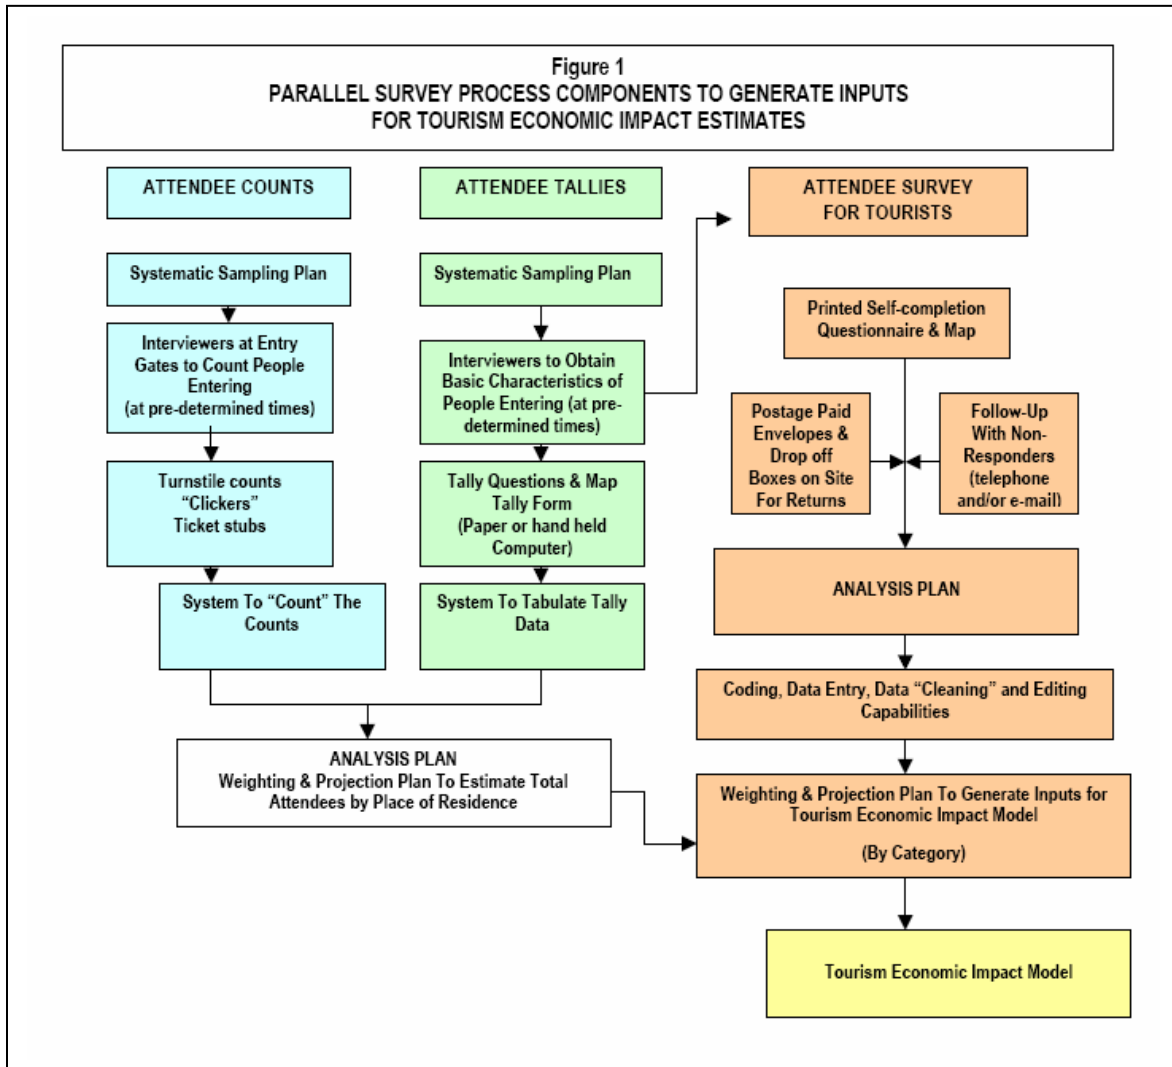 Figure 1
PARALLEL SURVEY PROCESS COMPONENTS TO GENERATE INPUTS
FOR TOURISM ECONOMIC IMPACT ESTIMATES
ATTENDEE COUNTS
Systematic Sampling Plan
Interviewers at Entry
Gates to Count People
Entering
(at pre-determined times)
Turnstile counts
“Clickers”
Ticket stubs
System To “Count” The
Counts
ATTENDEE TALLIES
Systematic Sampling Plan
Interviewers to Obtain
Basic Characteristics of
People Entering (at pre-
determined times)
Tally Questions & Map
Tally Form
(Paper or hand held
Computer)
System To Tabulate Tally
Data
ANALYSIS PLAN
Weighting & Projection Plan To Estimate Total
Attendees by Place of Residence
ATTENDEE SURVEY
FOR TOURISTS
Printed Self-completion
Questionnaire & Map
Postage Paid
Envelopes &
Drop off
Boxes on Site
For Returns
Follow-Up
With Non-
Responders
(telephone
and/or e-mail)
ANALYSIS PLAN
Coding, Data Entry, Data “Cleaning” and Editing
Capabilities
Weighting & Projection Plan To Generate Inputs for
Tourism Economic Impact Model
(By Category)
Tourism Economic Impact Model